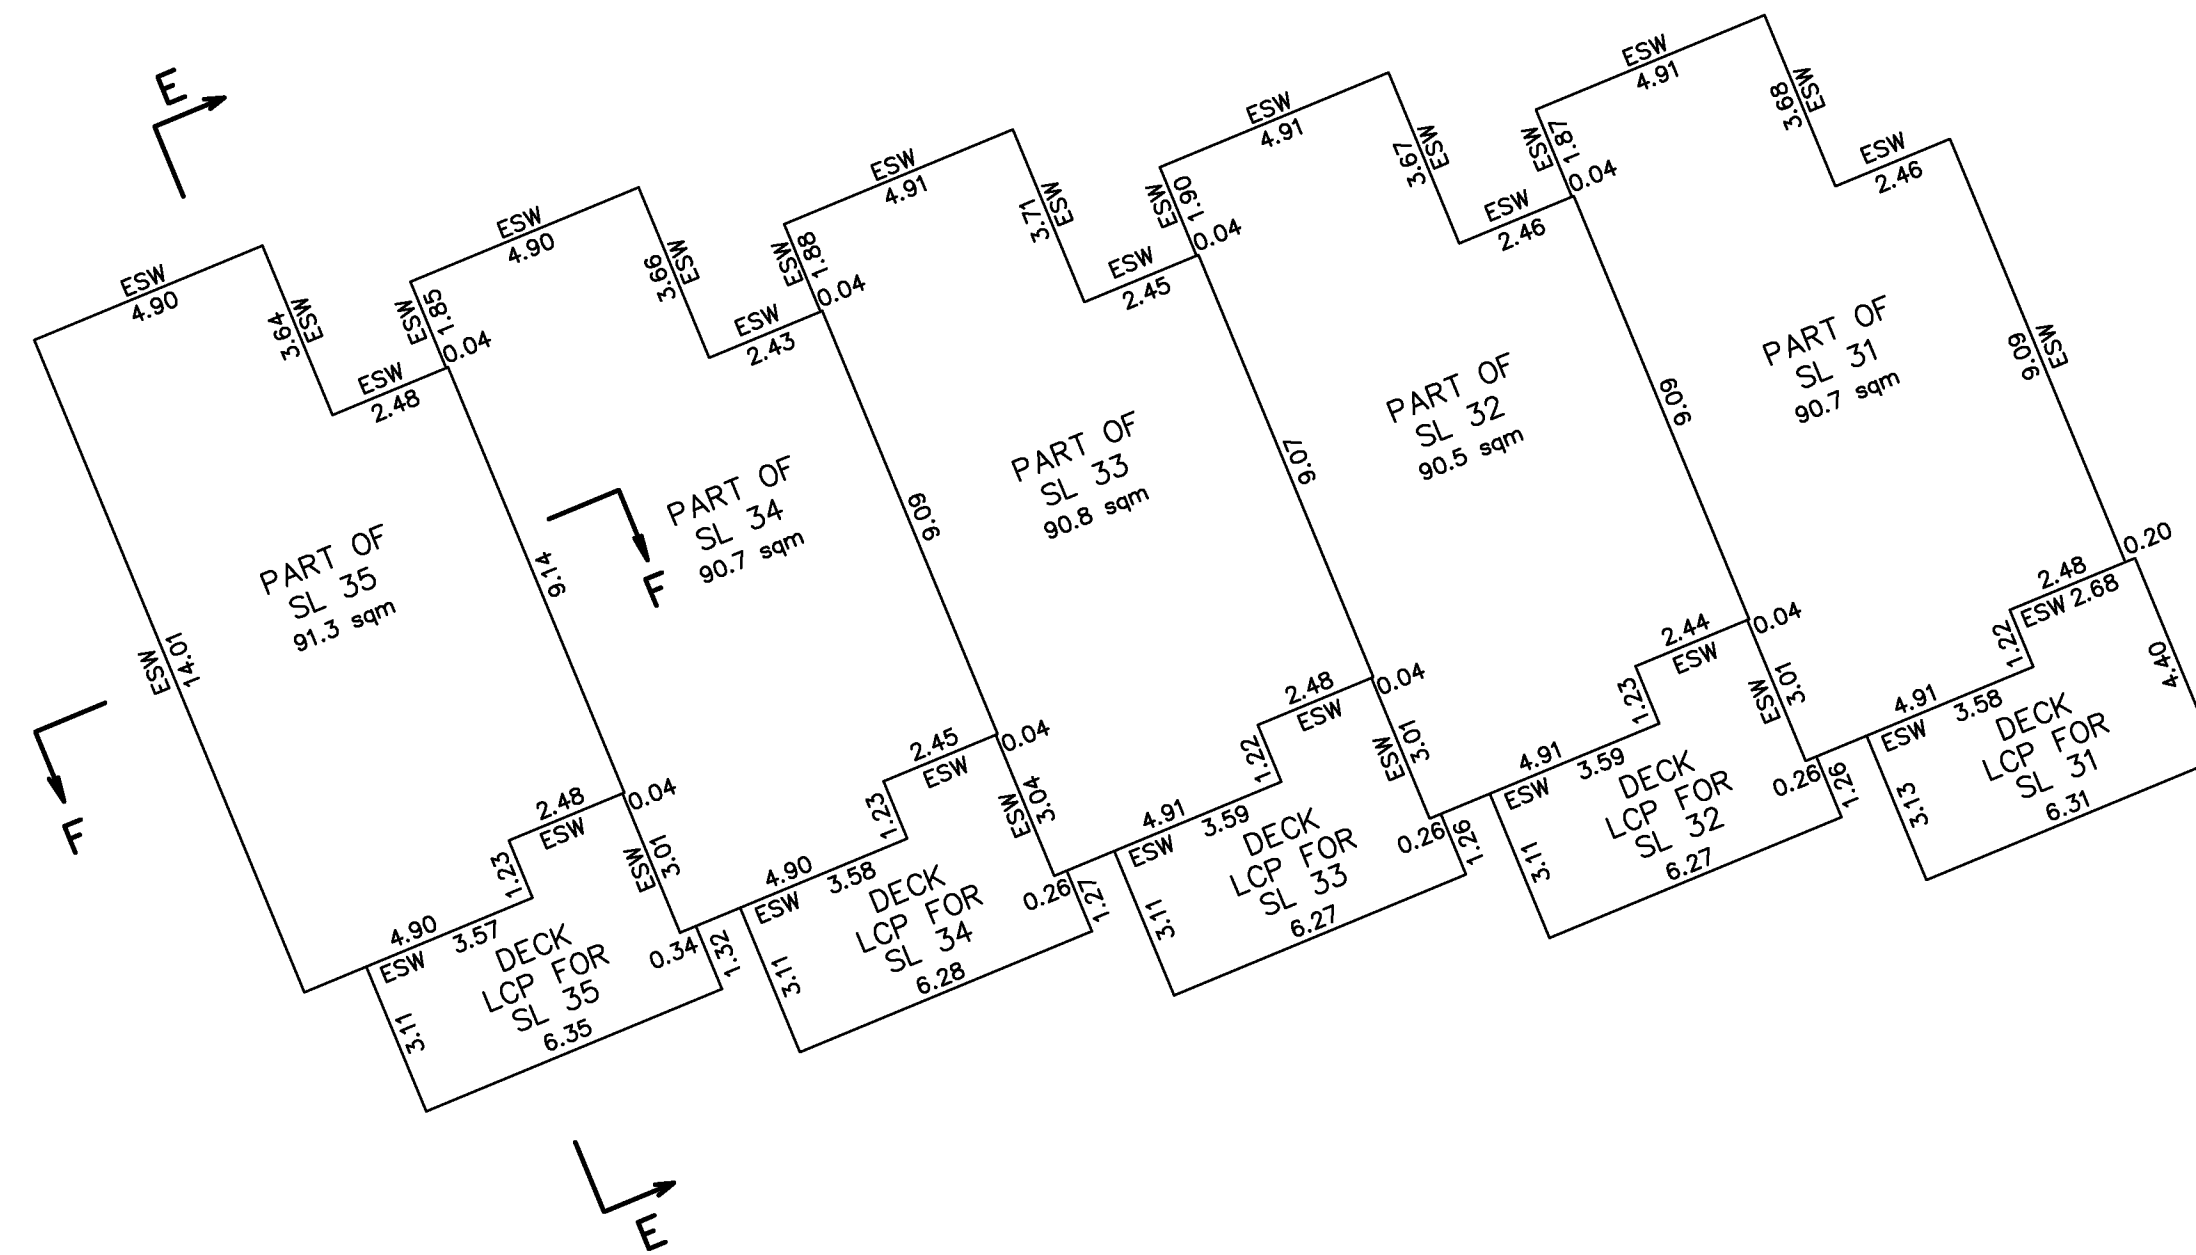 E
ESW
4.90
3.64
ESW
ESW
2.48
ESW
1.85
0.04
ESW
4.90
3.66
ESW
ESW
2.43
ESW
1.88
0.04
ESW
4.91
3.71
ESW
ESW
2.45
ESW
1.90
0.04
ESW
4.91
3.67
ESW
ESW
2.46
ESW
1.87
0.04
ESW
4.91
3.68
ESW
ESW
2.46
PART OF
SL 35
91.3 sqm
ESW
14.01
9.14
PART OF
SL 34
90.7 sqm
F
9.09
PART OF
SL 33
90.8 sqm
9.07
PART OF
SL 32
90.5 sqm
9.09
PART OF
SL 31
90.7 sqm
9.09
ESW
F
2.48
ESW
0.04
1.23
ESW
3.01
4.90
3.57
ESW
DECK
LCP FOR
SL 35
3.11
6.35
0.34
1.32
2.45
ESW
0.04
1.23
ESW
3.04
4.90
3.58
ESW
DECK
LCP FOR
SL 34
3.11
6.28
0.26
1.27
2.48
ESW
0.04
1.22
ESW
3.01
4.91
3.59
ESW
DECK
LCP FOR
SL 33
3.11
6.27
0.26
1.26
2.44
ESW
0.04
1.23
ESW
3.01
4.91
3.59
ESW
DECK
LCP FOR
SL 32
3.11
6.27
0.26
1.26
0.20
2.48
ESW 2.68
1.22
4.40
4.91
3.58
ESW
DECK
LCP FOR
SL 31
3.13
6.31
E